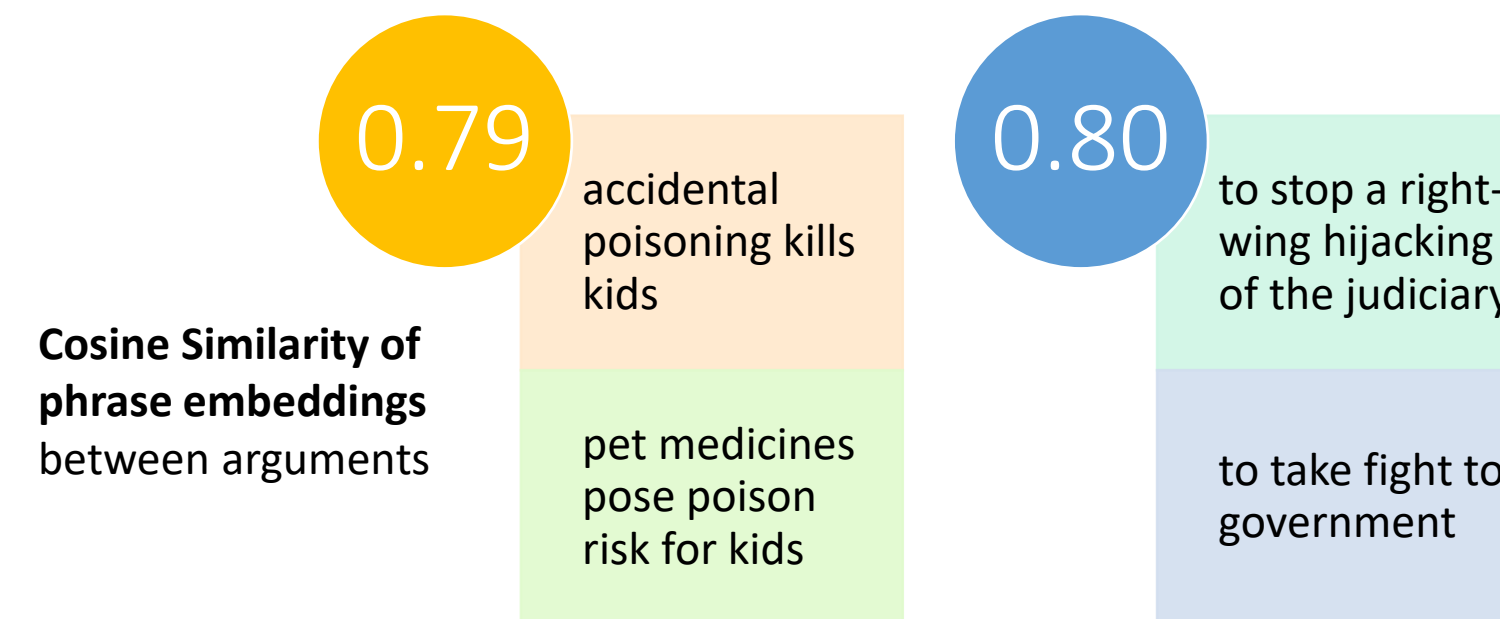 0.79
accidental
poisoning kills
kids
pet medicines
pose poison
risk for kids
0.80
to stop a right-
wing hijacking
of the judiciary
to take fight to
government
Cosine Similarity of
phrase embeddings
between arguments